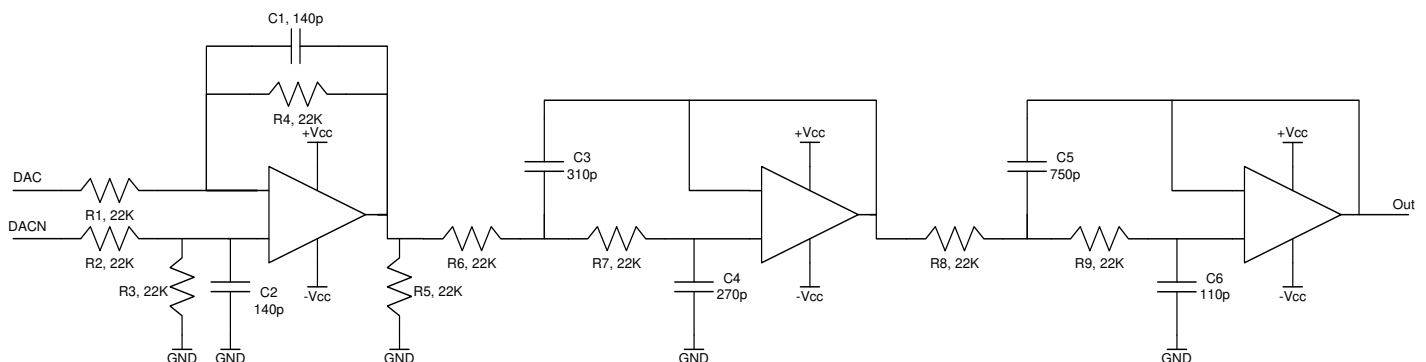 C1, 140p
R4, 22K
+Vcc
+Vcc
+Vcc
C3
310p
C5
750p
DAC
R1, 22K
DACN
R2, 22K
Out
R6, 22K
R7, 22K
R8, 22K
R9, 22K
R3, 22K
C2
140p
-Vcc
R5, 22K
C4
270p
-Vcc
C6
110p
-Vcc
GND
GND
GND
GND
GND